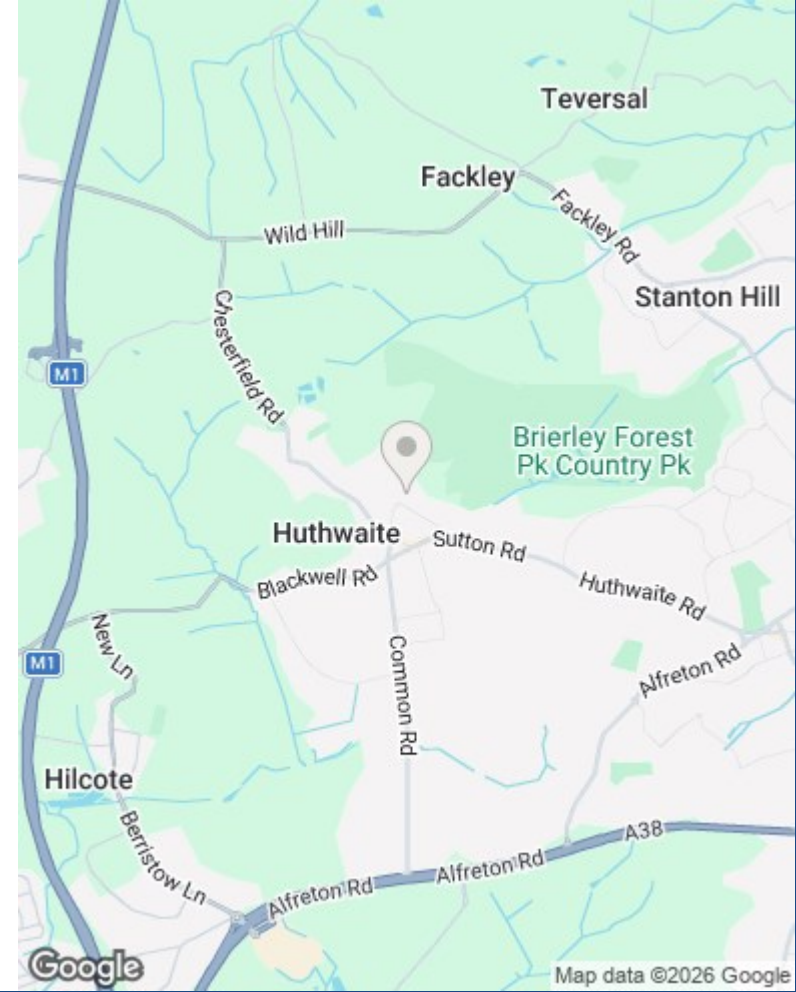 Teversal
Fackley
Fackley Rd
Wild Hill
Stanton Hill
Chesterfield Rd
M1
Brierley Forest
Pk Country Pk
Huthwaite
Sutton Rd
Blackwell Rd
Huthwaite Rd
New Ln
Common Rd
Alfreton Rd
M1
Hilcote
Berristow Ln
A38
Alfreton Rd
Alfreton Rd
Google
Map data ©2026 Google